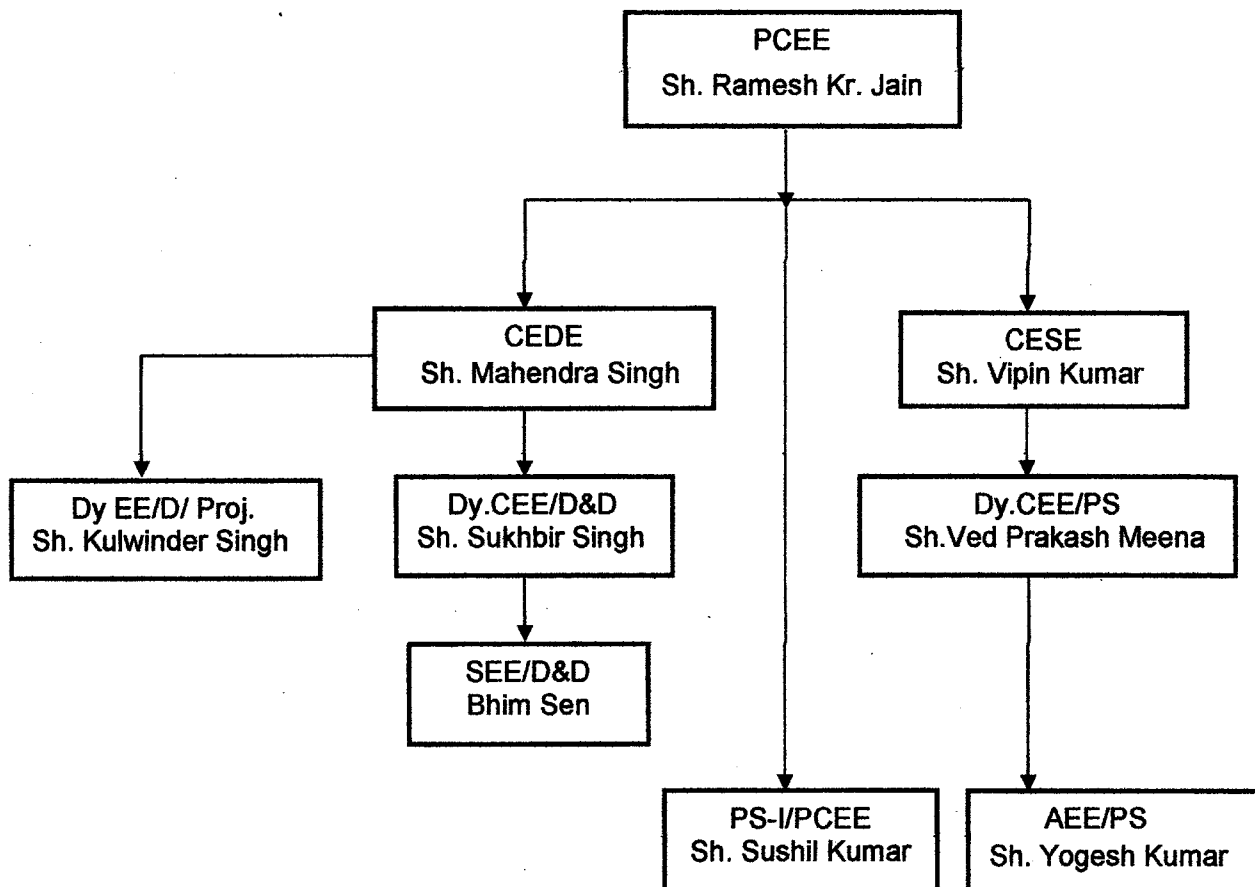 PCEE
Sh. Ramesh Kr. Jain
CEDE
Sh. Mahendra Singh
CESE
Sh. Vipin Kumar
Dy EE/D/ Proj.
Sh. Kulwinder Singh
Dy.CEE/D&D
Sh. Sukhbir Singh
Dy.CEE/PS
Sh.Ved Prakash Meena
SEE/D&D
Bhim Sen
PS-I/PCEE
Sh. Sushil Kumar
AEE/PS
Sh. Yogesh Kumar